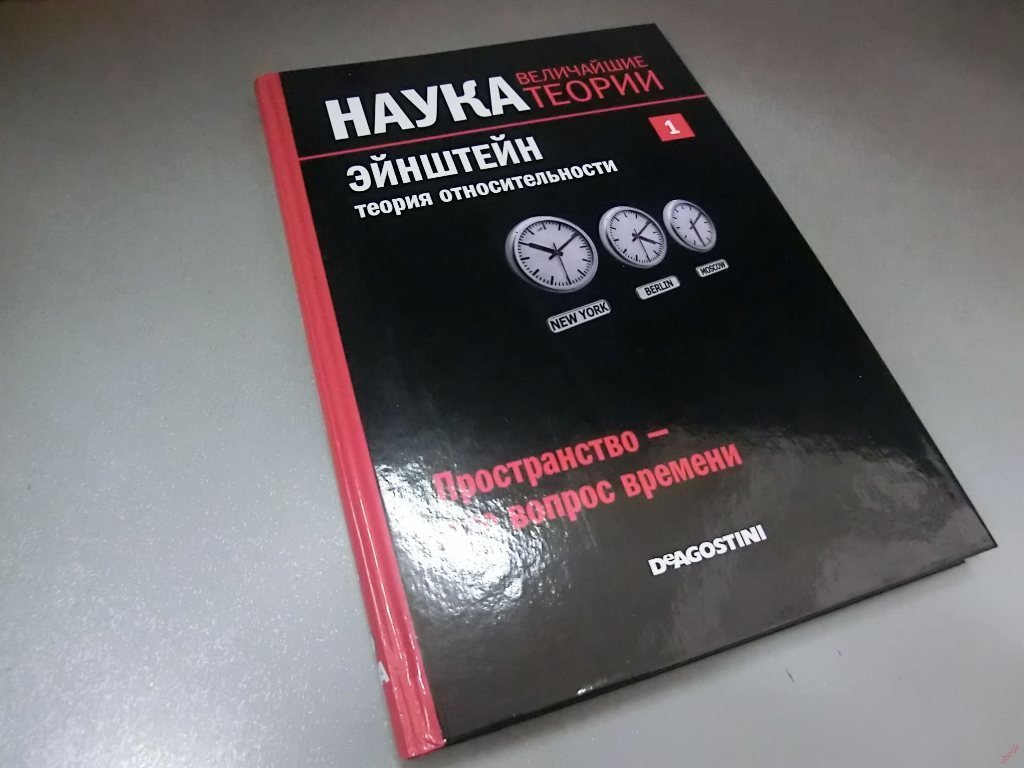 НАУКА
ВЕЛИЧАЙШИЕ
ТЕОРИИ
1
ЭЙНШТЕЙН
теория относительности
NEW YORK
BERLIN
MOSCOW
Пространство –
вопрос времени
DeAGOSTINI